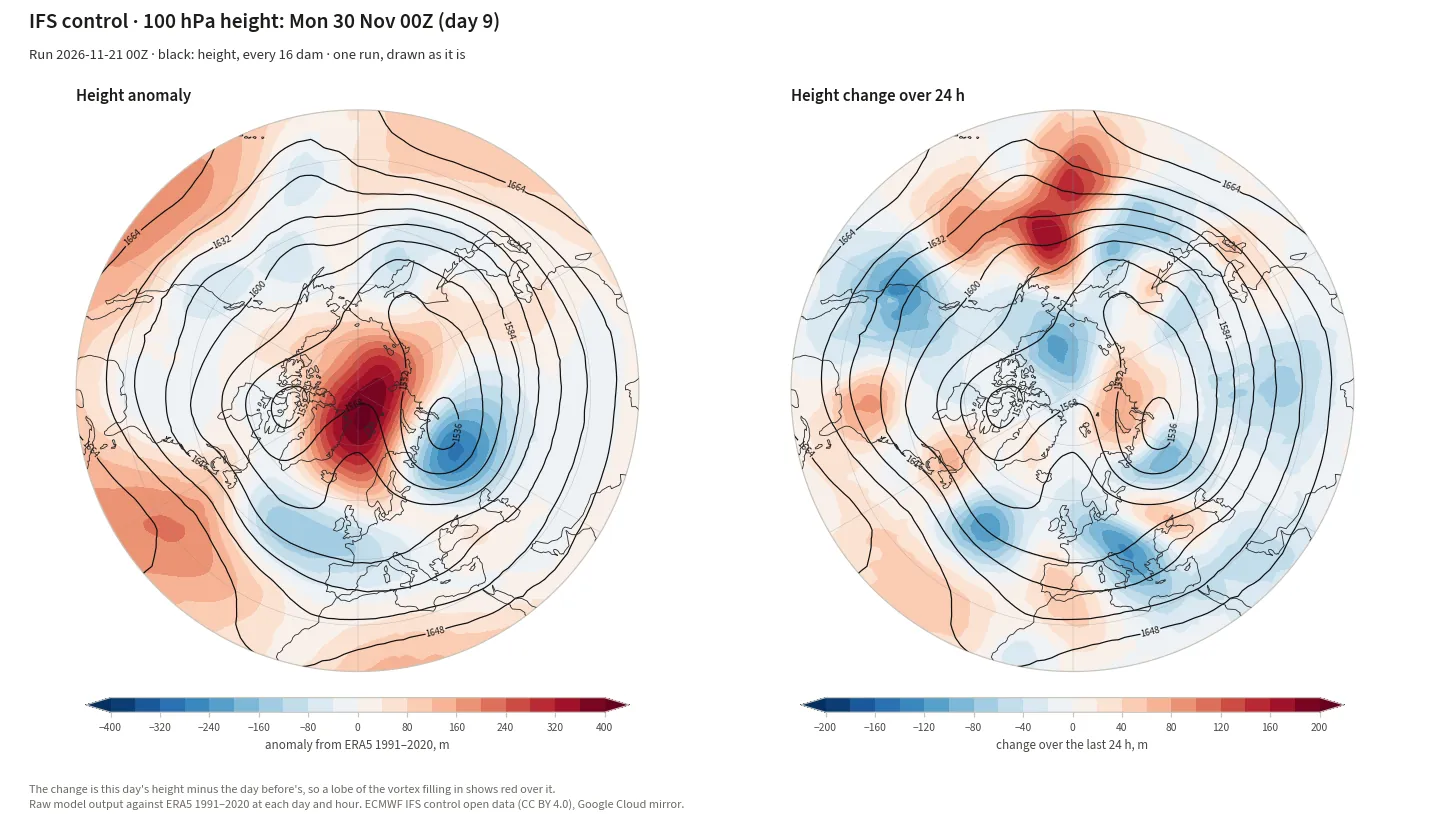 IFS control · 100 hPa height: Mon 30 Nov 00Z (day 9)
Run 2026-11-21 00Z · black: height, every 16 dam · one run, drawn as it is
Height anomaly
Height change over 24 h
1664
1664
1632
1600
1584
1552
1568
1536
1648
1664
1664
1632
1600
1584
1552
1568
1536
1648
−400 −320 −240 −160 −80 0 80 160 240 320 400
anomaly from ERA5 1991–2020, m
−200 −160 −120 −80 −40 0 40 80 120 160 200
change over the last 24 h, m
The change is this day's height minus the day before's, so a lobe of the vortex filling in shows red over it.
Raw model output against ERA5 1991–2020 at each day and hour. ECMWF IFS control open data (CC BY 4.0), Google Cloud mirror.